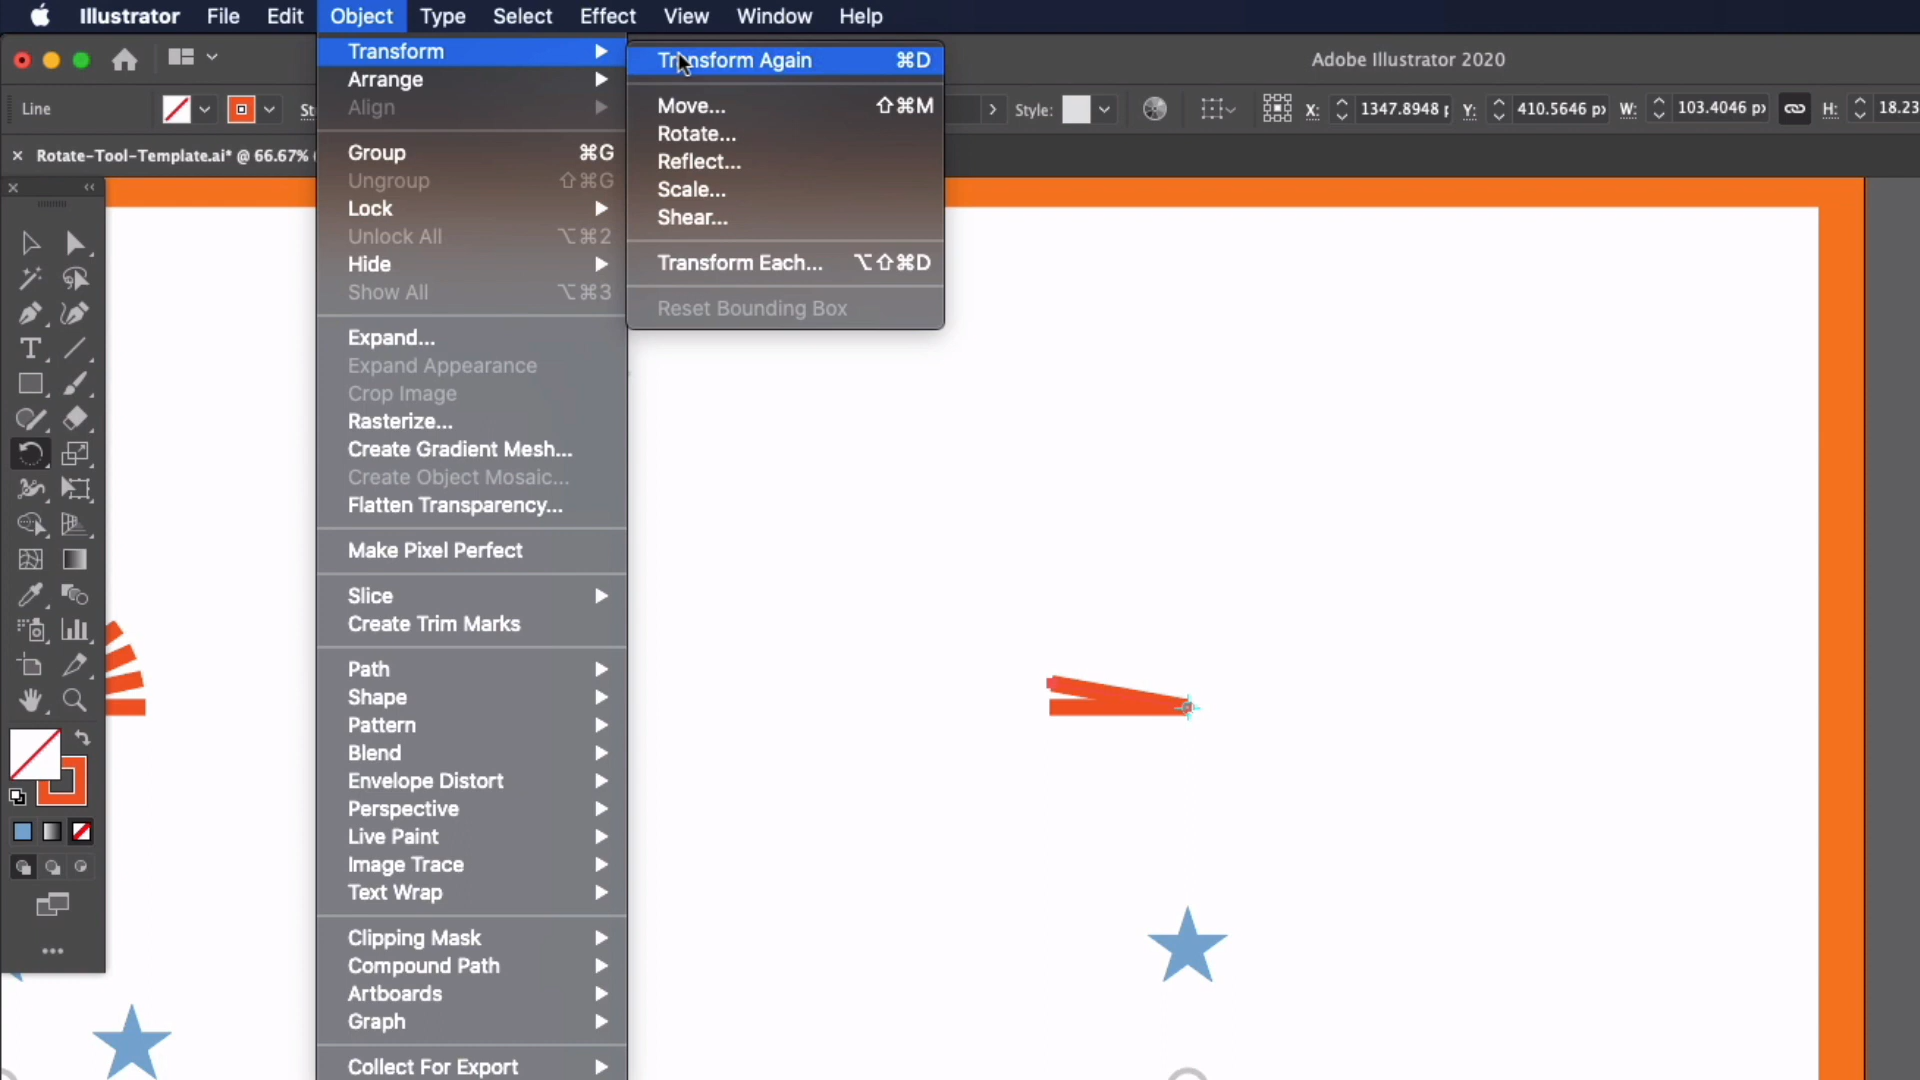 Illustrator File Edit Object Type Select Effect View Window Help
Adobe Illustrator 2020
Line
Style:
X: 1347.8948 Y: 410.5646 W: 103.4046 H: 18.23
Rotate-Tool-Template.ai* @ 66.67%
Transform
Arrange
Align
Group ⌘G
Ungroup ⇧⌘G
Lock
Unlock All ⌥⌘2
Hide
Show All ⌥⌘3
Expand...
Expand Appearance
Crop Image
Rasterize...
Create Gradient Mesh...
Create Object Mosaic...
Flatten Transparency...
Make Pixel Perfect
Slice
Create Trim Marks
Path
Shape
Pattern
Blend
Envelope Distort
Perspective
Live Paint
Image Trace
Text Wrap
Clipping Mask
Compound Path
Artboards
Graph
Collect For Export
Transform Again ⌘D
Move... ⇧⌘M
Rotate...
Reflect...
Scale...
Shear...
Transform Each... ⌥⇧⌘D
Reset Bounding Box